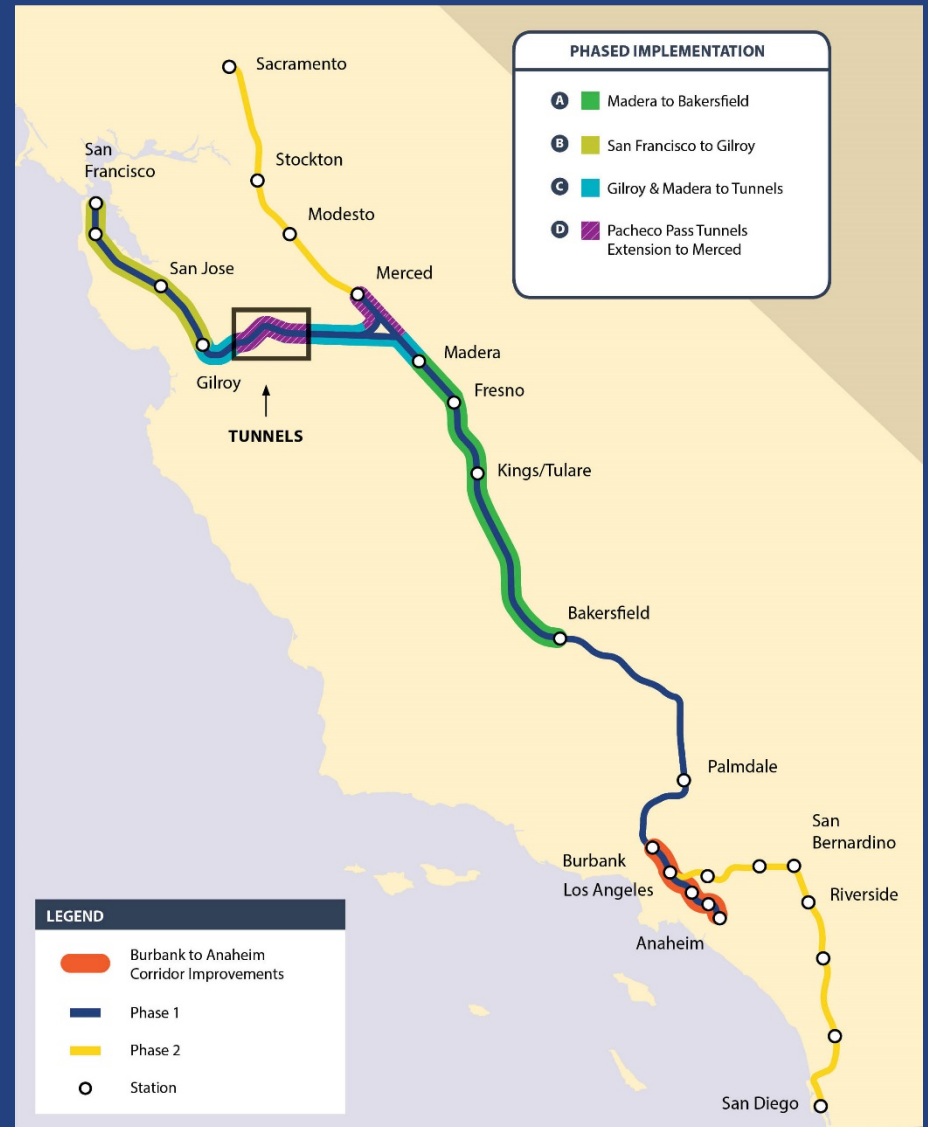 PHASED IMPLEMENTATION
A Madera to Bakersfield
B San Francisco to Gilroy
C Gilroy & Madera to Tunnels
D Pacheco Pass Tunnels
Extension to Merced
Sacramento
San
Francisco
Stockton
Modesto
San Jose
Merced
Gilroy
Madera
TUNNELS
Fresno
Kings/Tulare
Bakersfield
Palmdale
San
Bernardino
Burbank
Los Angeles
Riverside
Anaheim
San Diego
LEGEND
Burbank to Anaheim
Corridor Improvements
Phase 1
Phase 2
Station